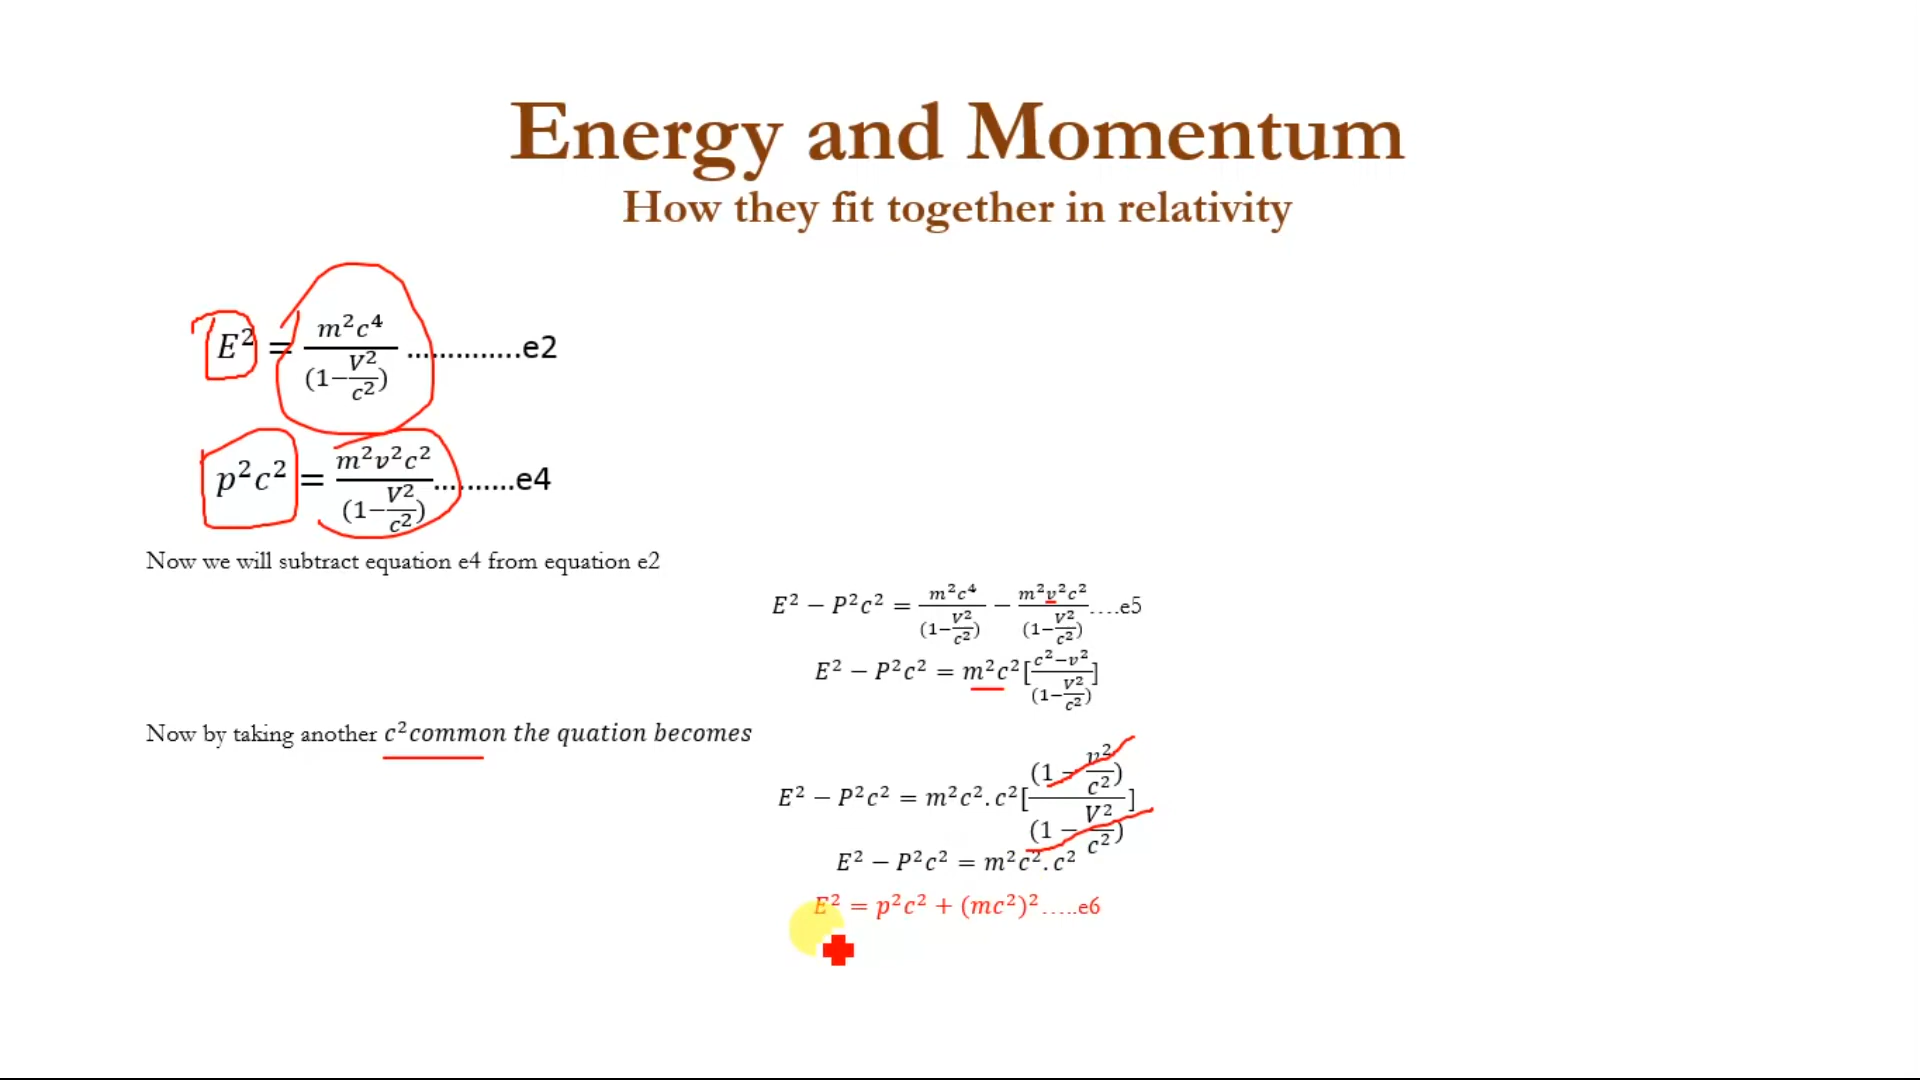 Energy and Momentum
How they fit together in relativity
E² = m²c⁴/(1−V²/c²) ..............e2
p²c² = m²v²c²/(1−V²/c²)..........e4
Now we will subtract equation e4 from equation e2
E² − P²c² = m²c⁴/(1−V²/c²) − m²v²c²/(1−V²/c²)....e5
E² − P²c² = m²c²[c²−v²/(1−V²/c²)]
Now by taking another c²common the quation becomes
E² − P²c² = m²c².c²[(1 − v²/c²)/(1 − V²/c²)]
E² − P²c² = m²c².c²
E² = p²c² + (mc²)².....e6